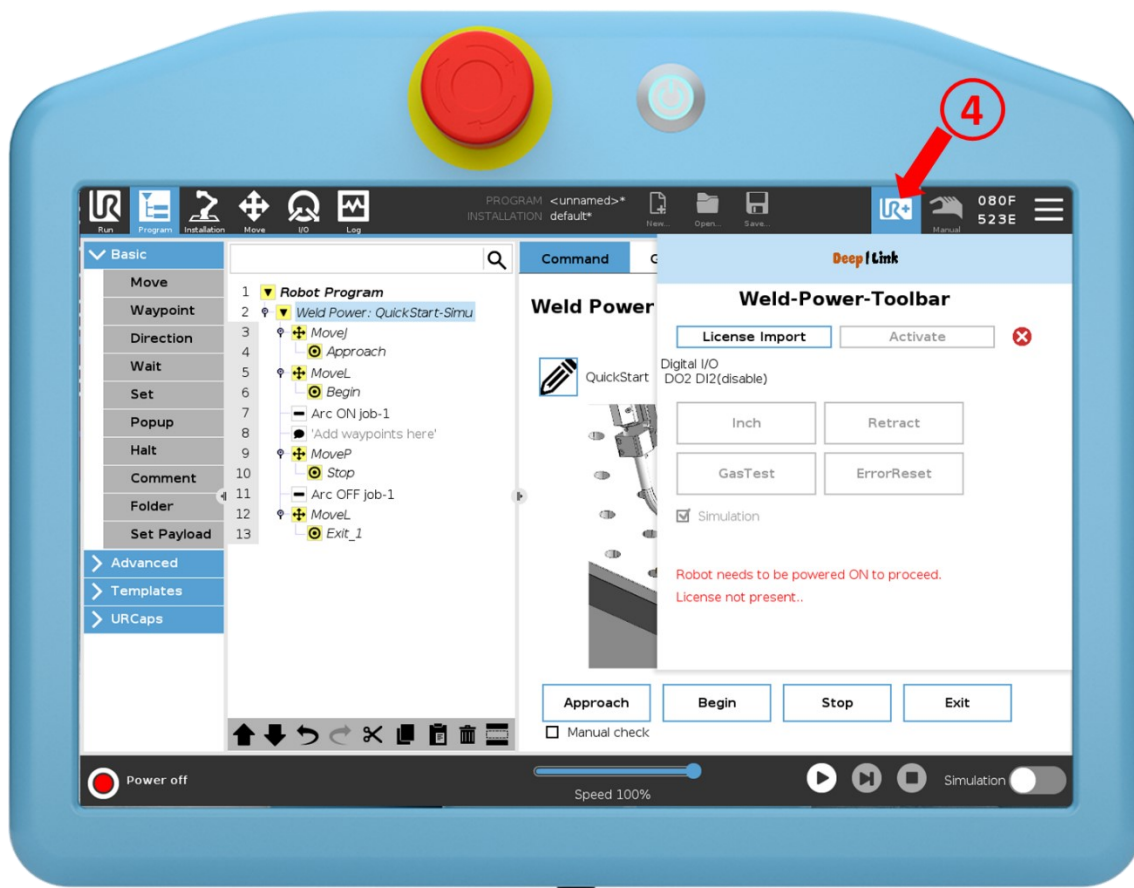 4
UR+
PROGRAM <unnamed>*
INSTALLATION default*
New...
Open...
Save...
Manual
080F
523E
Run
Program
Installation
Move
I/O
Log
Basic
Move
Waypoint
Direction
Wait
Set
Popup
Halt
Comment
Folder
Set Payload
Advanced
Templates
URCaps
1 Robot Program
2 Weld Power: QuickStart-Simu
3 MoveJ
4 Approach
5 MoveL
6 Begin
7 Arc ON job-1
8 'Add waypoints here'
9 MoveP
10 Stop
11 Arc OFF job-1
12 MoveL
13 Exit_1
Command
G
Weld Power
QuickStart
DeepLink
Weld-Power-Toolbar
License Import
Activate
Digital I/O
DO2 DI2(disable)
Inch
Retract
GasTest
ErrorReset
Simulation
Robot needs to be powered ON to proceed.
License not present..
Approach
Begin
Stop
Exit
Manual check
Power off
Speed 100%
Simulation